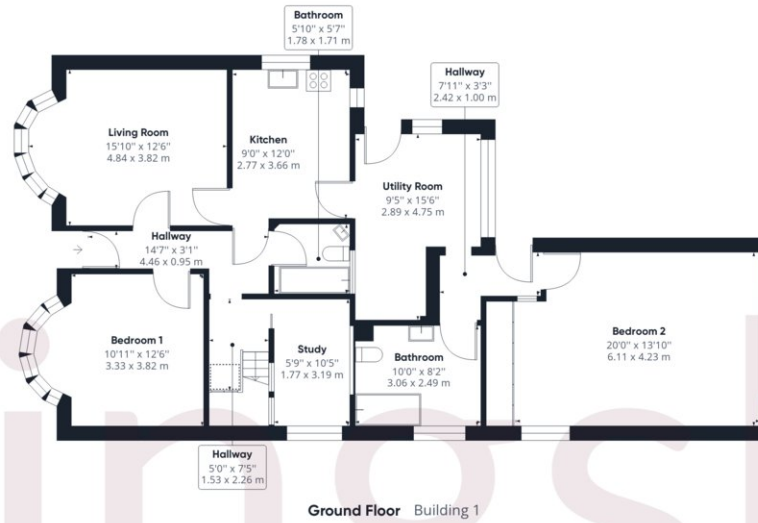 Bathroom
5'10" x 5'7"
1.78 x 1.71 m
Hallway
7'11" x 3'3"
2.42 x 1.00 m
Living Room
15'10" x 12'6"
4.84 x 3.82 m
Kitchen
9'0" x 12'0"
2.77 x 3.66 m
Utility Room
9'5" x 15'6"
2.89 x 4.75 m
Hallway
14'7" x 3'1"
4.46 x 0.95 m
Bedroom 1
10'11" x 12'6"
3.33 x 3.82 m
Study
5'9" x 10'5"
1.77 x 3.19 m
Bathroom
10'0" x 8'2"
3.06 x 2.49 m
Bedroom 2
20'0" x 13'10"
6.11 x 4.23 m
Hallway
5'0" x 7'5"
1.53 x 2.26 m
Ground Floor Building 1